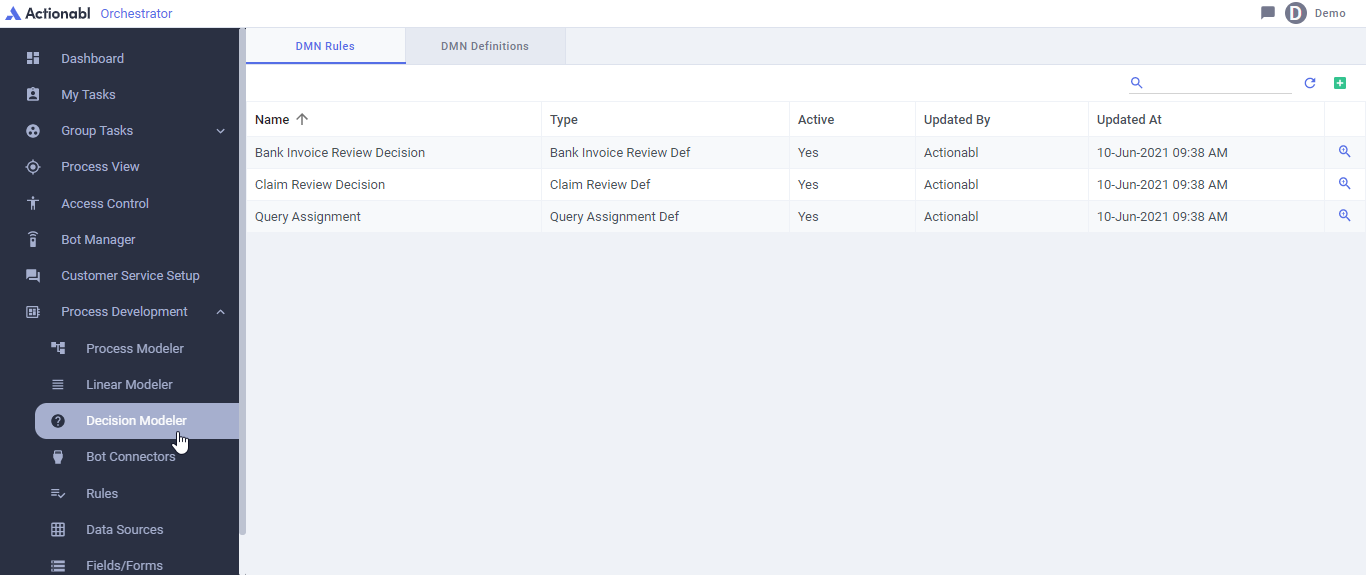 Actionabl Orchestrator
D Demo
Dashboard
My Tasks
Group Tasks
Process View
Access Control
Bot Manager
Customer Service Setup
Process Development
Process Modeler
Linear Modeler
Decision Modeler
Bot Connectors
Rules
Data Sources
Fields/Forms
DMN Rules DMN Definitions
Name Type Active Updated By Updated At
Bank Invoice Review Decision Bank Invoice Review Def Yes Actionabl 10-Jun-2021 09:38 AM
Claim Review Decision Claim Review Def Yes Actionabl 10-Jun-2021 09:38 AM
Query Assignment Query Assignment Def Yes Actionabl 10-Jun-2021 09:38 AM